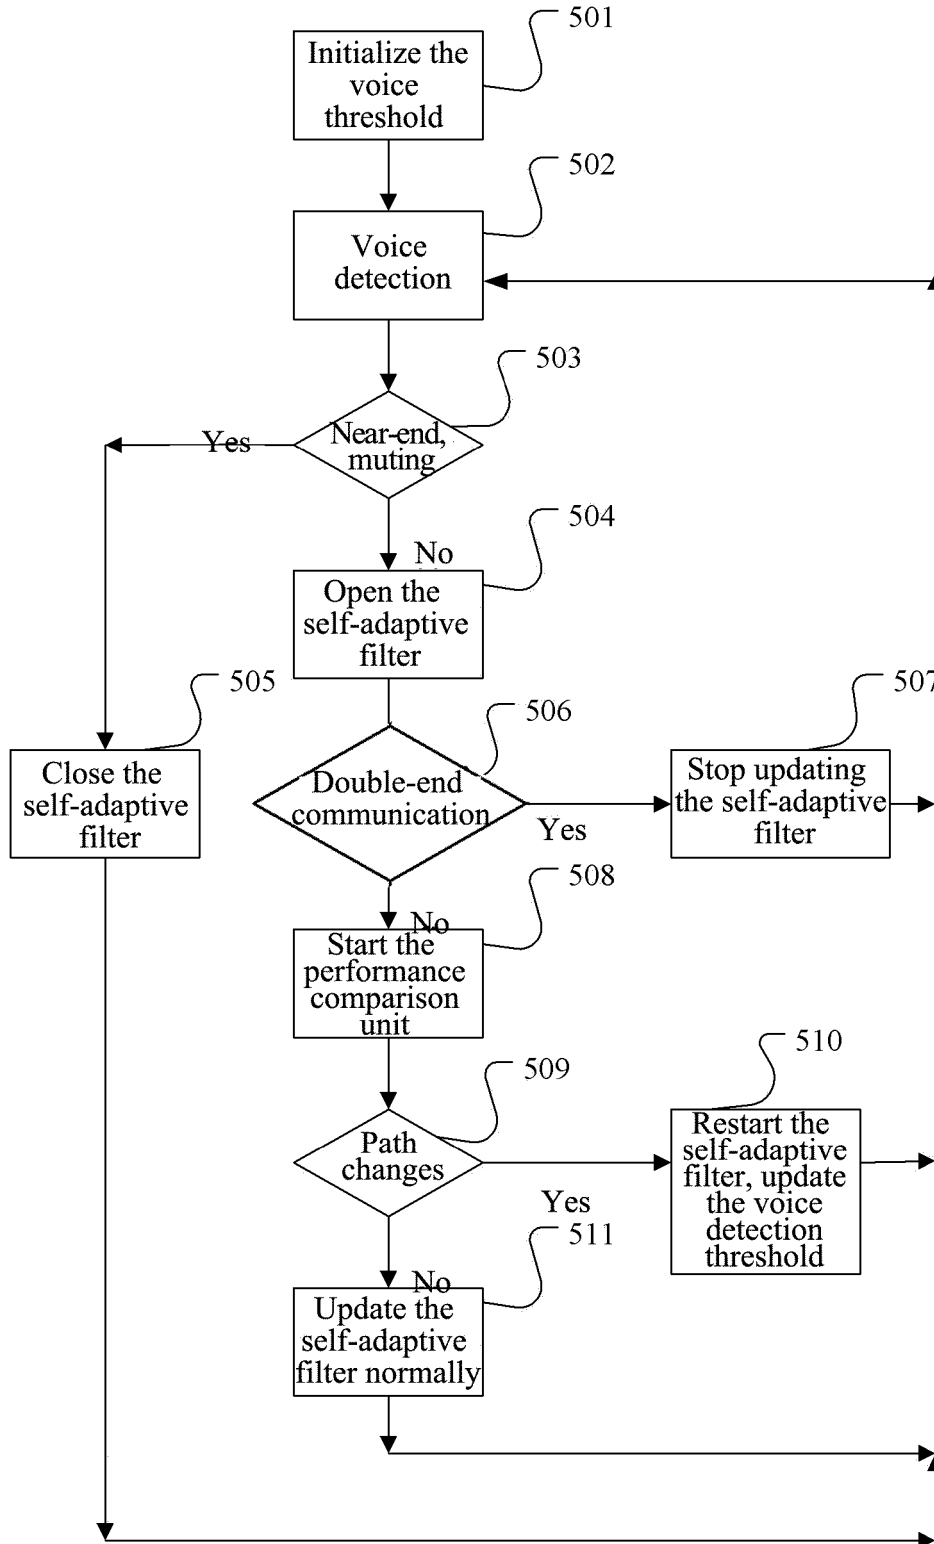 501
Initialize the
voice
threshold
502
Voice
detection
503
Near-end,
muting
Yes
504
No
Open the
self-adaptive
filter
505
506
507
Close the
self-adaptive
filter
Double-end
communication
Yes
Stop updating
the self-adaptive
filter
508
No
Start the
performance
comparison
unit
509
510
Path
changes
Yes
Restart the
self-adaptive
filter, update
the voice
detection
threshold
511
No
Update the
self-adaptive
filter normally